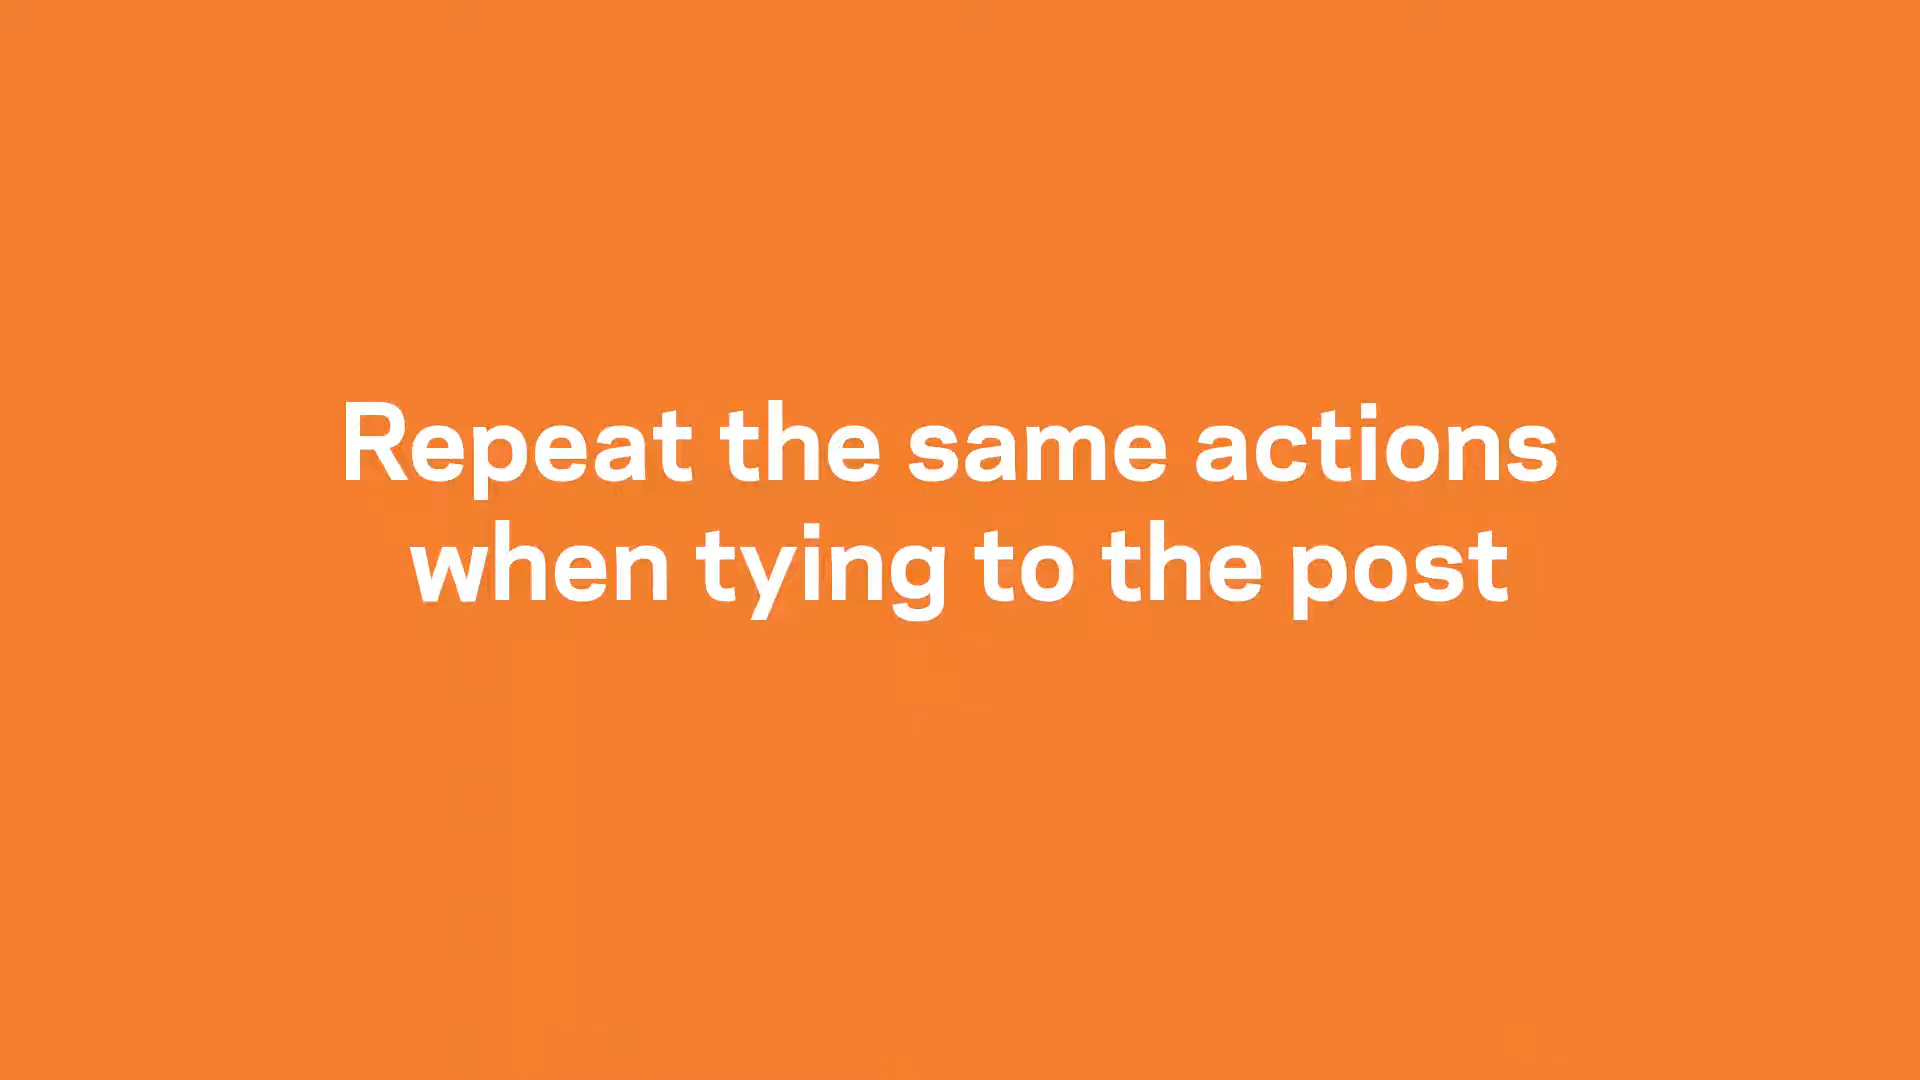 Repeat the same actions
when tying to the post